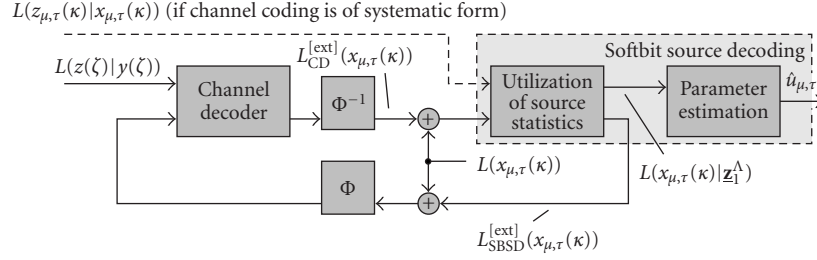 L(z_{μ,τ}(κ)|x_{μ,τ}(κ)) (if channel coding is of systematic form)
Softbit source decoding
L(z(ζ)|y(ζ))
L_{CD}^{[ext]}(x_{μ,τ}(κ))
Channel
decoder
Φ^{-1}
+
Utilization
of source
statistics
Parameter
estimation
û_{μ,τ}
L(x_{μ,τ}(κ))
L(x_{μ,τ}(κ)|z_1^Λ)
Φ
+
L_{SBSD}^{[ext]}(x_{μ,τ}(κ))